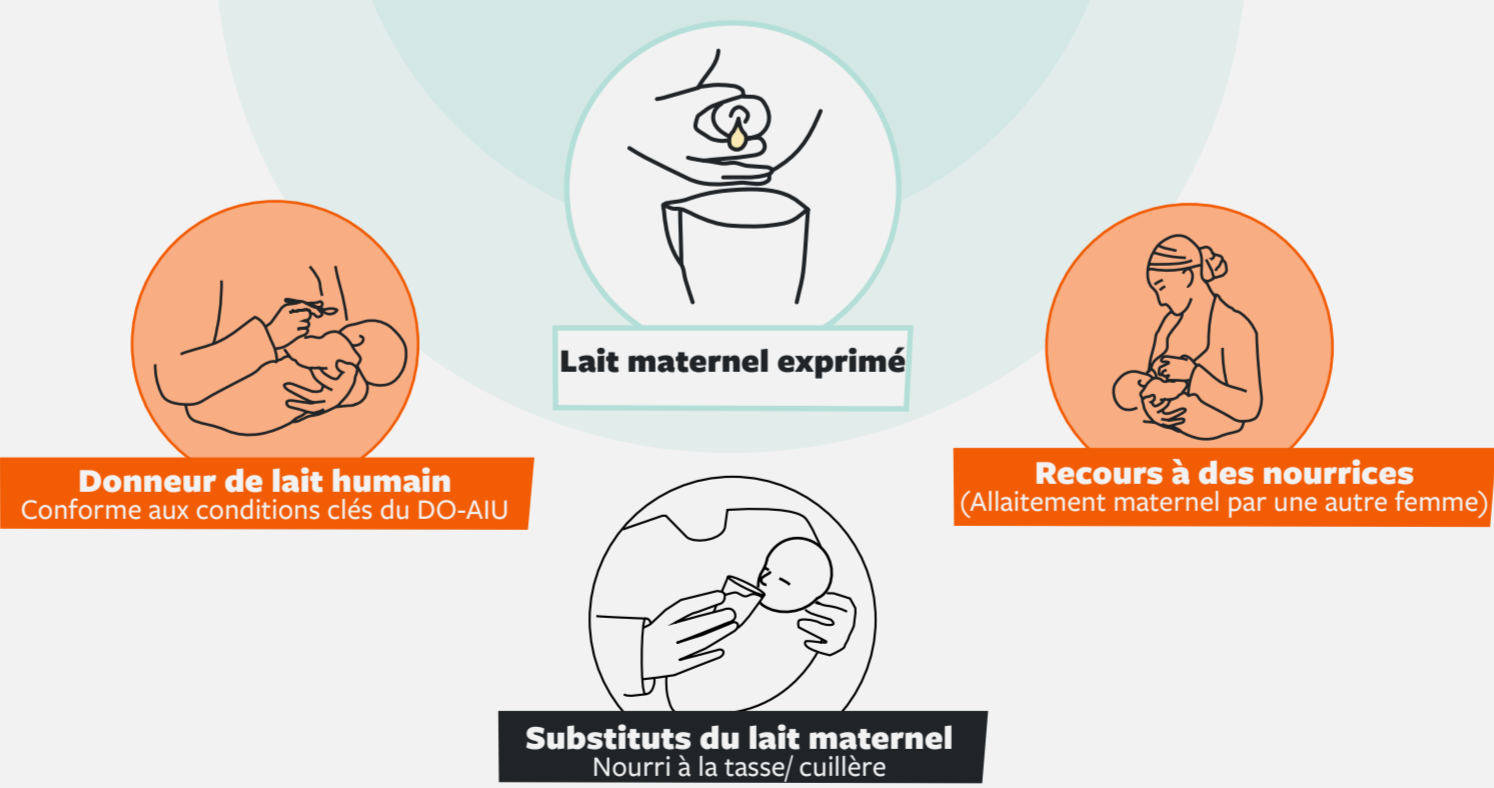 Lait maternel exprimé
Donneur de lait humain
Conforme aux conditions clés du DO-AIU
Recours à des nourrices
(Allaitement maternel par une autre femme)
Substituts du lait maternel
Nourri à la tasse/ cuillère